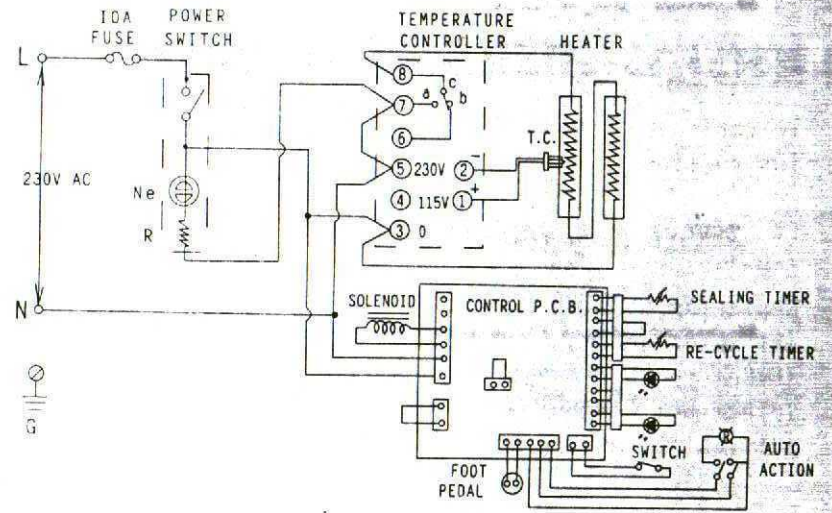 IOA
FUSE
POWER
SWITCH
TEMPERATURE
CONTROLLER
HEATER
L
230V AC
Ne
R
N
G
8
c
7
a
b
6
T.C.
5 230V 2 -
4 115V 1 +
3 0
SOLENOID
CONTROL P.C.B.
SEALING TIMER
RE-CYCLE TIMER
SWITCH
FOOT
PEDAL
AUTO
ACTION